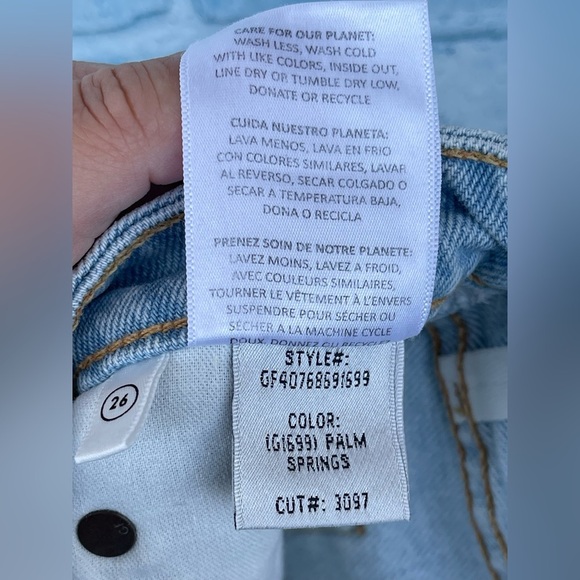 CARE FOR OUR PLANET:
WASH LESS, WASH COLD
WITH LIKE COLORS, INSIDE OUT,
LINE DRY OR TUMBLE DRY LOW,
DONATE OR RECYCLE
CUIDA NUESTRO PLANETA:
LAVA MENOS, LAVA EN FRIO
CON COLORES SIMILARES, LAVAR
AL REVERSO, SECAR COLGADO O
SECAR A TEMPERATURA BAJA,
DONA O RECICLA
PRENEZ SOIN DE NOTRE PLANETE:
LAVEZ MOINS, LAVEZ A FROID,
AVEC COULEURS SIMILAIRES,
TOURNER LE VÊTEMENT À L'ENVERS
SUSPENDRE POUR SÉCHER OU
SÉCHER A LA MACHINE CYCLE
DOUX, DONNEZ OU RECYCLEZ
STYLE#:
GF40768691699
COLOR:
(G1699) PALM
SPRINGS
CUT#: 3097
26